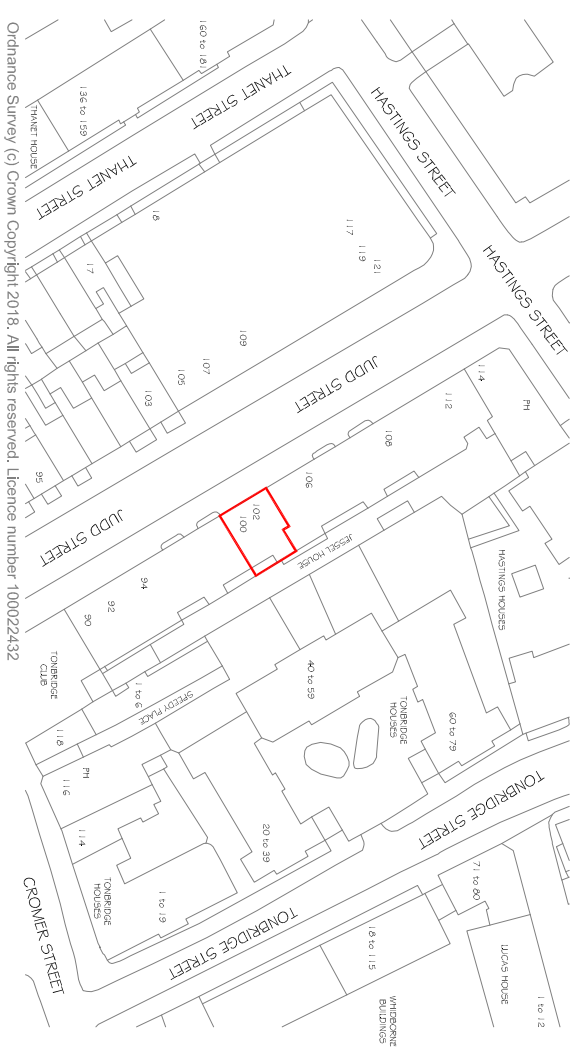 160 to 181
136 to 159
THANET HOUSE
THANET STREET
THANET STREET
HASTINGS STREET
HASTINGS STREET
18
17
117
119
121
109
107
105
103
95
JUDD STREET
JUDD STREET
114
PH
112
108
106
102
100
JESSEL HOUSE
HASTINGS HOUSES
94
92
90
TONBRIDGE
CLUB
1 to 6
SPEEDY PLACE
118
PH
116
114
40 to 59
TONBRIDGE
HOUSES
60 to 79
20 to 39
TONBRIDGE
HOUSES
1 to 19
TONBRIDGE STREET
TONBRIDGE STREET
CROMER STREET
71 to 80
LUCAS HOUSE
1 to 12
18 to 115
WHIDBORNE
BUILDINGS
Ordnance Survey (c) Crown Copyright 2018. All rights reserved. Licence number 100022432